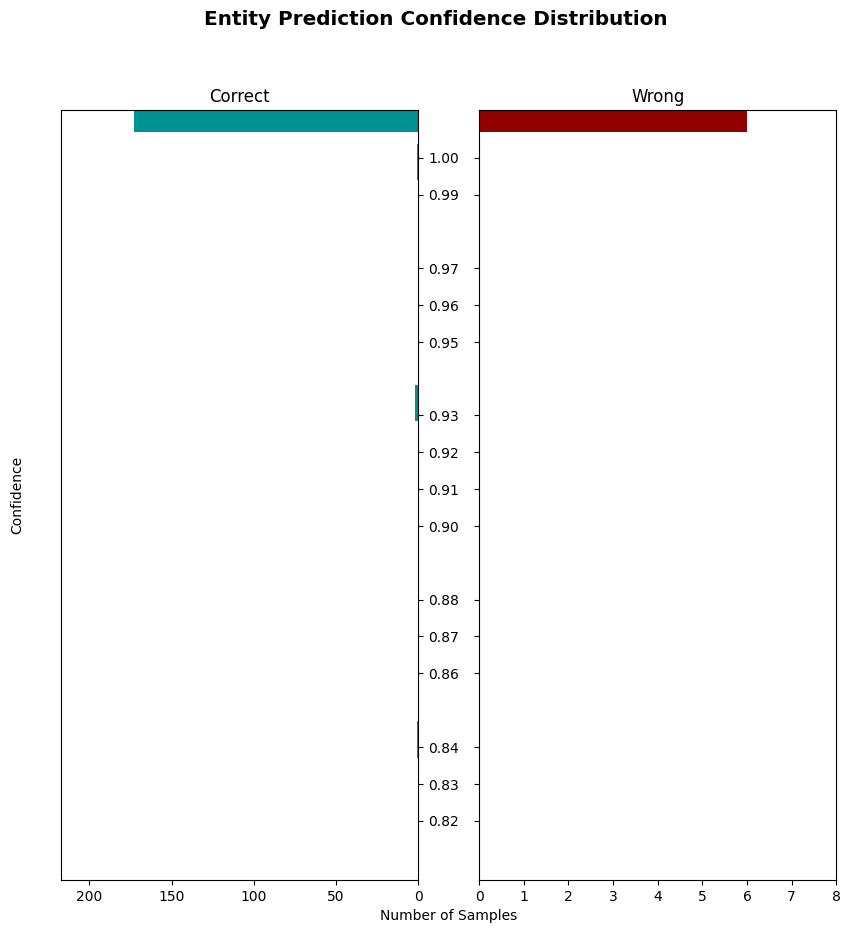 Entity Prediction Confidence Distribution
Correct
Wrong
1.00
0.99
0.97
0.96
0.95
0.93
0.92
0.91
0.90
0.88
0.87
0.86
0.84
0.83
0.82
Confidence
200 150 100 50 0
0 1 2 3 4 5 6 7 8
Number of Samples